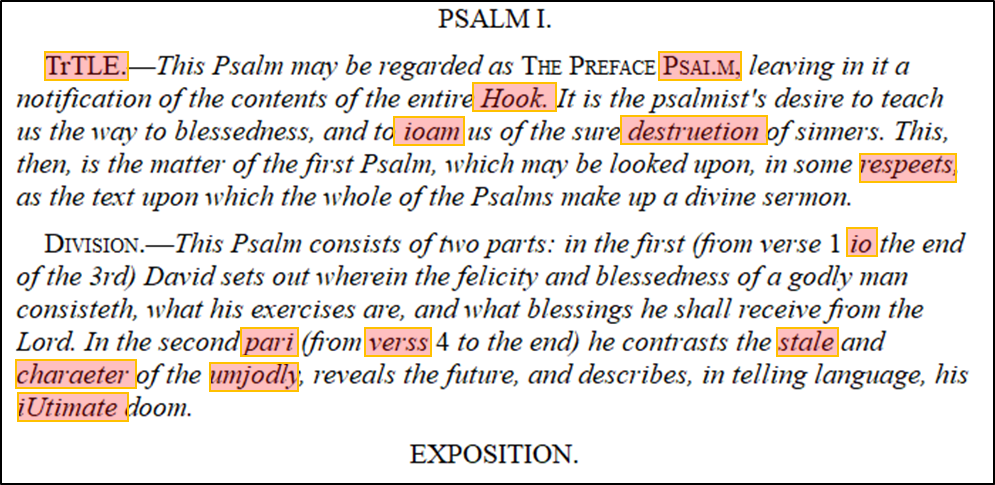 PSALM I.
TrTLE.—This Psalm may be regarded as THE PREFACE PSAI.M, leaving in it a
notification of the contents of the entire Hook. It is the psalmist's desire to teach
us the way to blessedness, and to ioam us of the sure destruetion of sinners. This,
then, is the matter of the first Psalm, which may be looked upon, in some respeets,
as the text upon which the whole of the Psalms make up a divine sermon.
DIVISION.—This Psalm consists of two parts: in the first (from verse 1 io the end
of the 3rd) David sets out wherein the felicity and blessedness of a godly man
consisteth, what his exercises are, and what blessings he shall receive from the
Lord. In the second pari (from verss 4 to the end) he contrasts the stale and
charaeter of the umjodly, reveals the future, and describes, in telling language, his
iUtimate doom.
EXPOSITION.